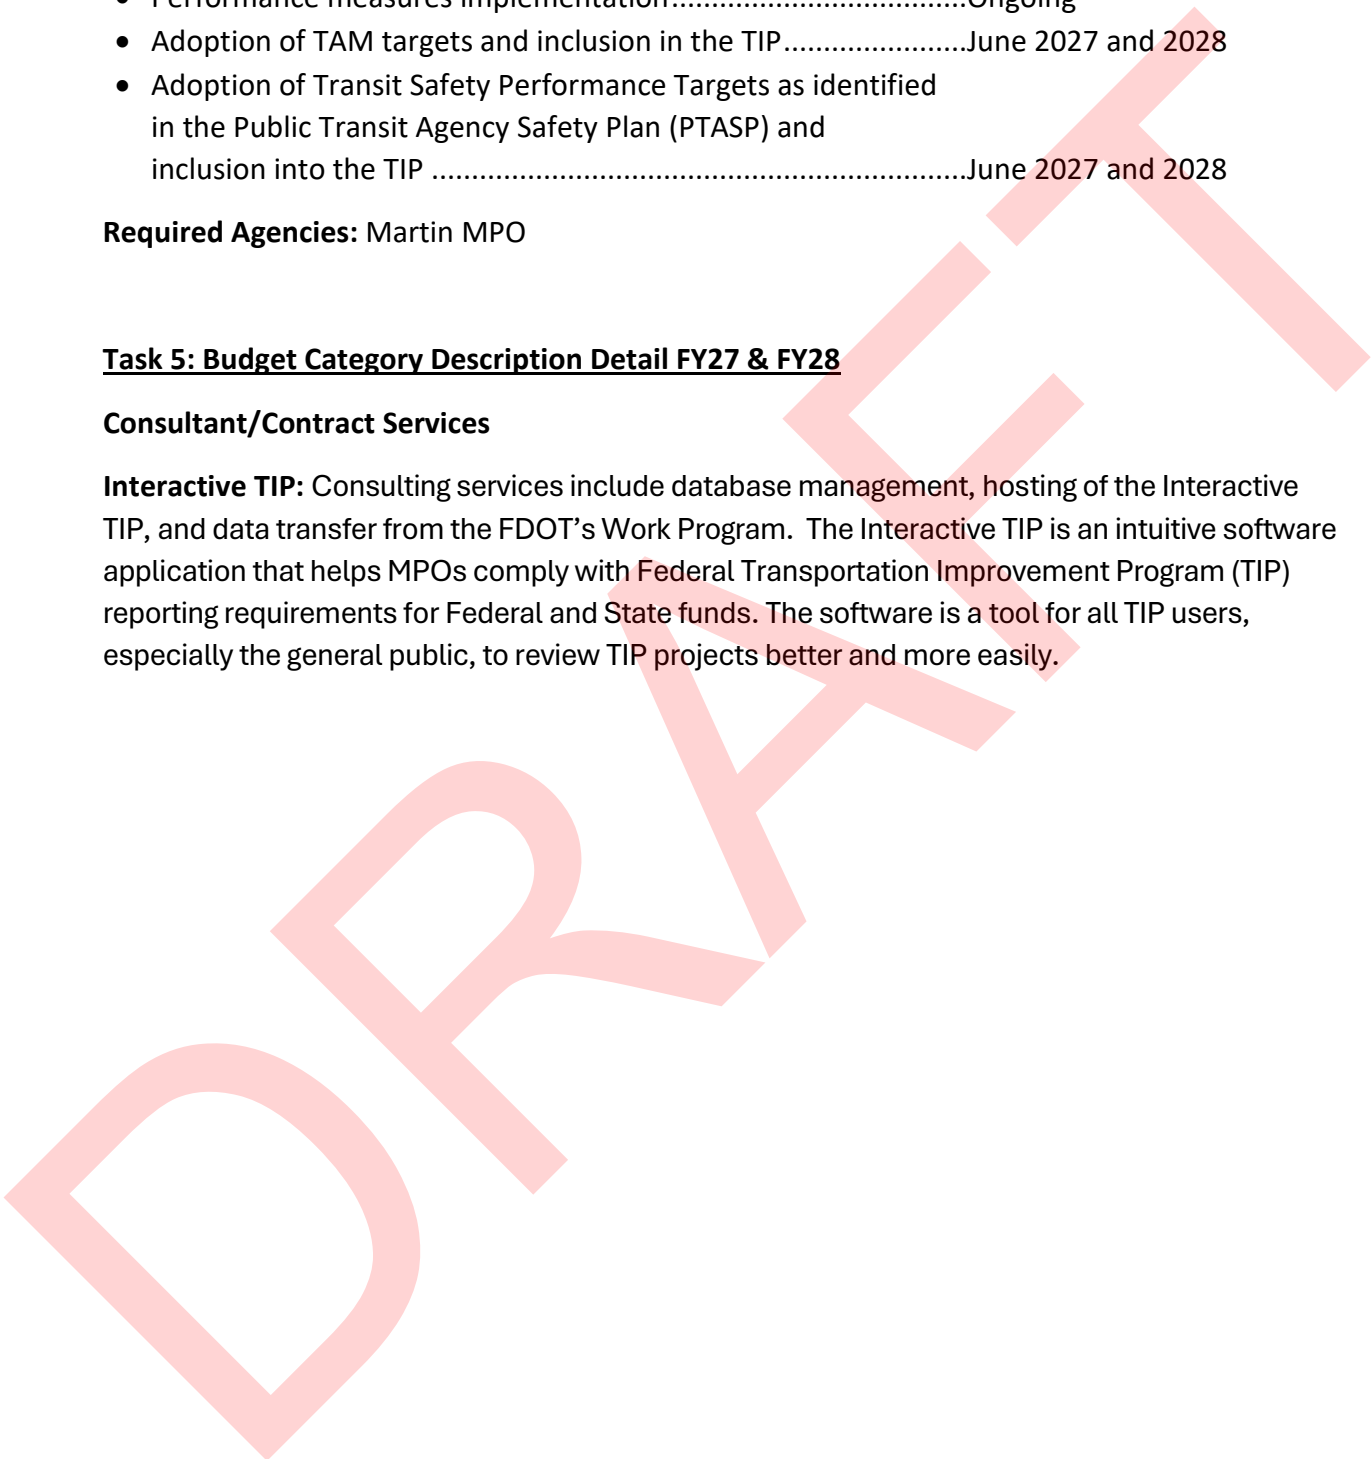 • Performance measures implementation.....................................Ongoing
• Adoption of TAM targets and inclusion in the TIP.......................June 2027 and 2028
• Adoption of Transit Safety Performance Targets as identified
in the Public Transit Agency Safety Plan (PTASP) and
inclusion into the TIP ...................................................................June 2027 and 2028
Required Agencies: Martin MPO
Task 5: Budget Category Description Detail FY27 & FY28
Consultant/Contract Services
Interactive TIP: Consulting services include database management, hosting of the Interactive
TIP, and data transfer from the FDOT’s Work Program.  The Interactive TIP is an intuitive software
application that helps MPOs comply with Federal Transportation Improvement Program (TIP)
reporting requirements for Federal and State funds. The software is a tool for all TIP users,
especially the general public, to review TIP projects better and more easily.
DRAFT